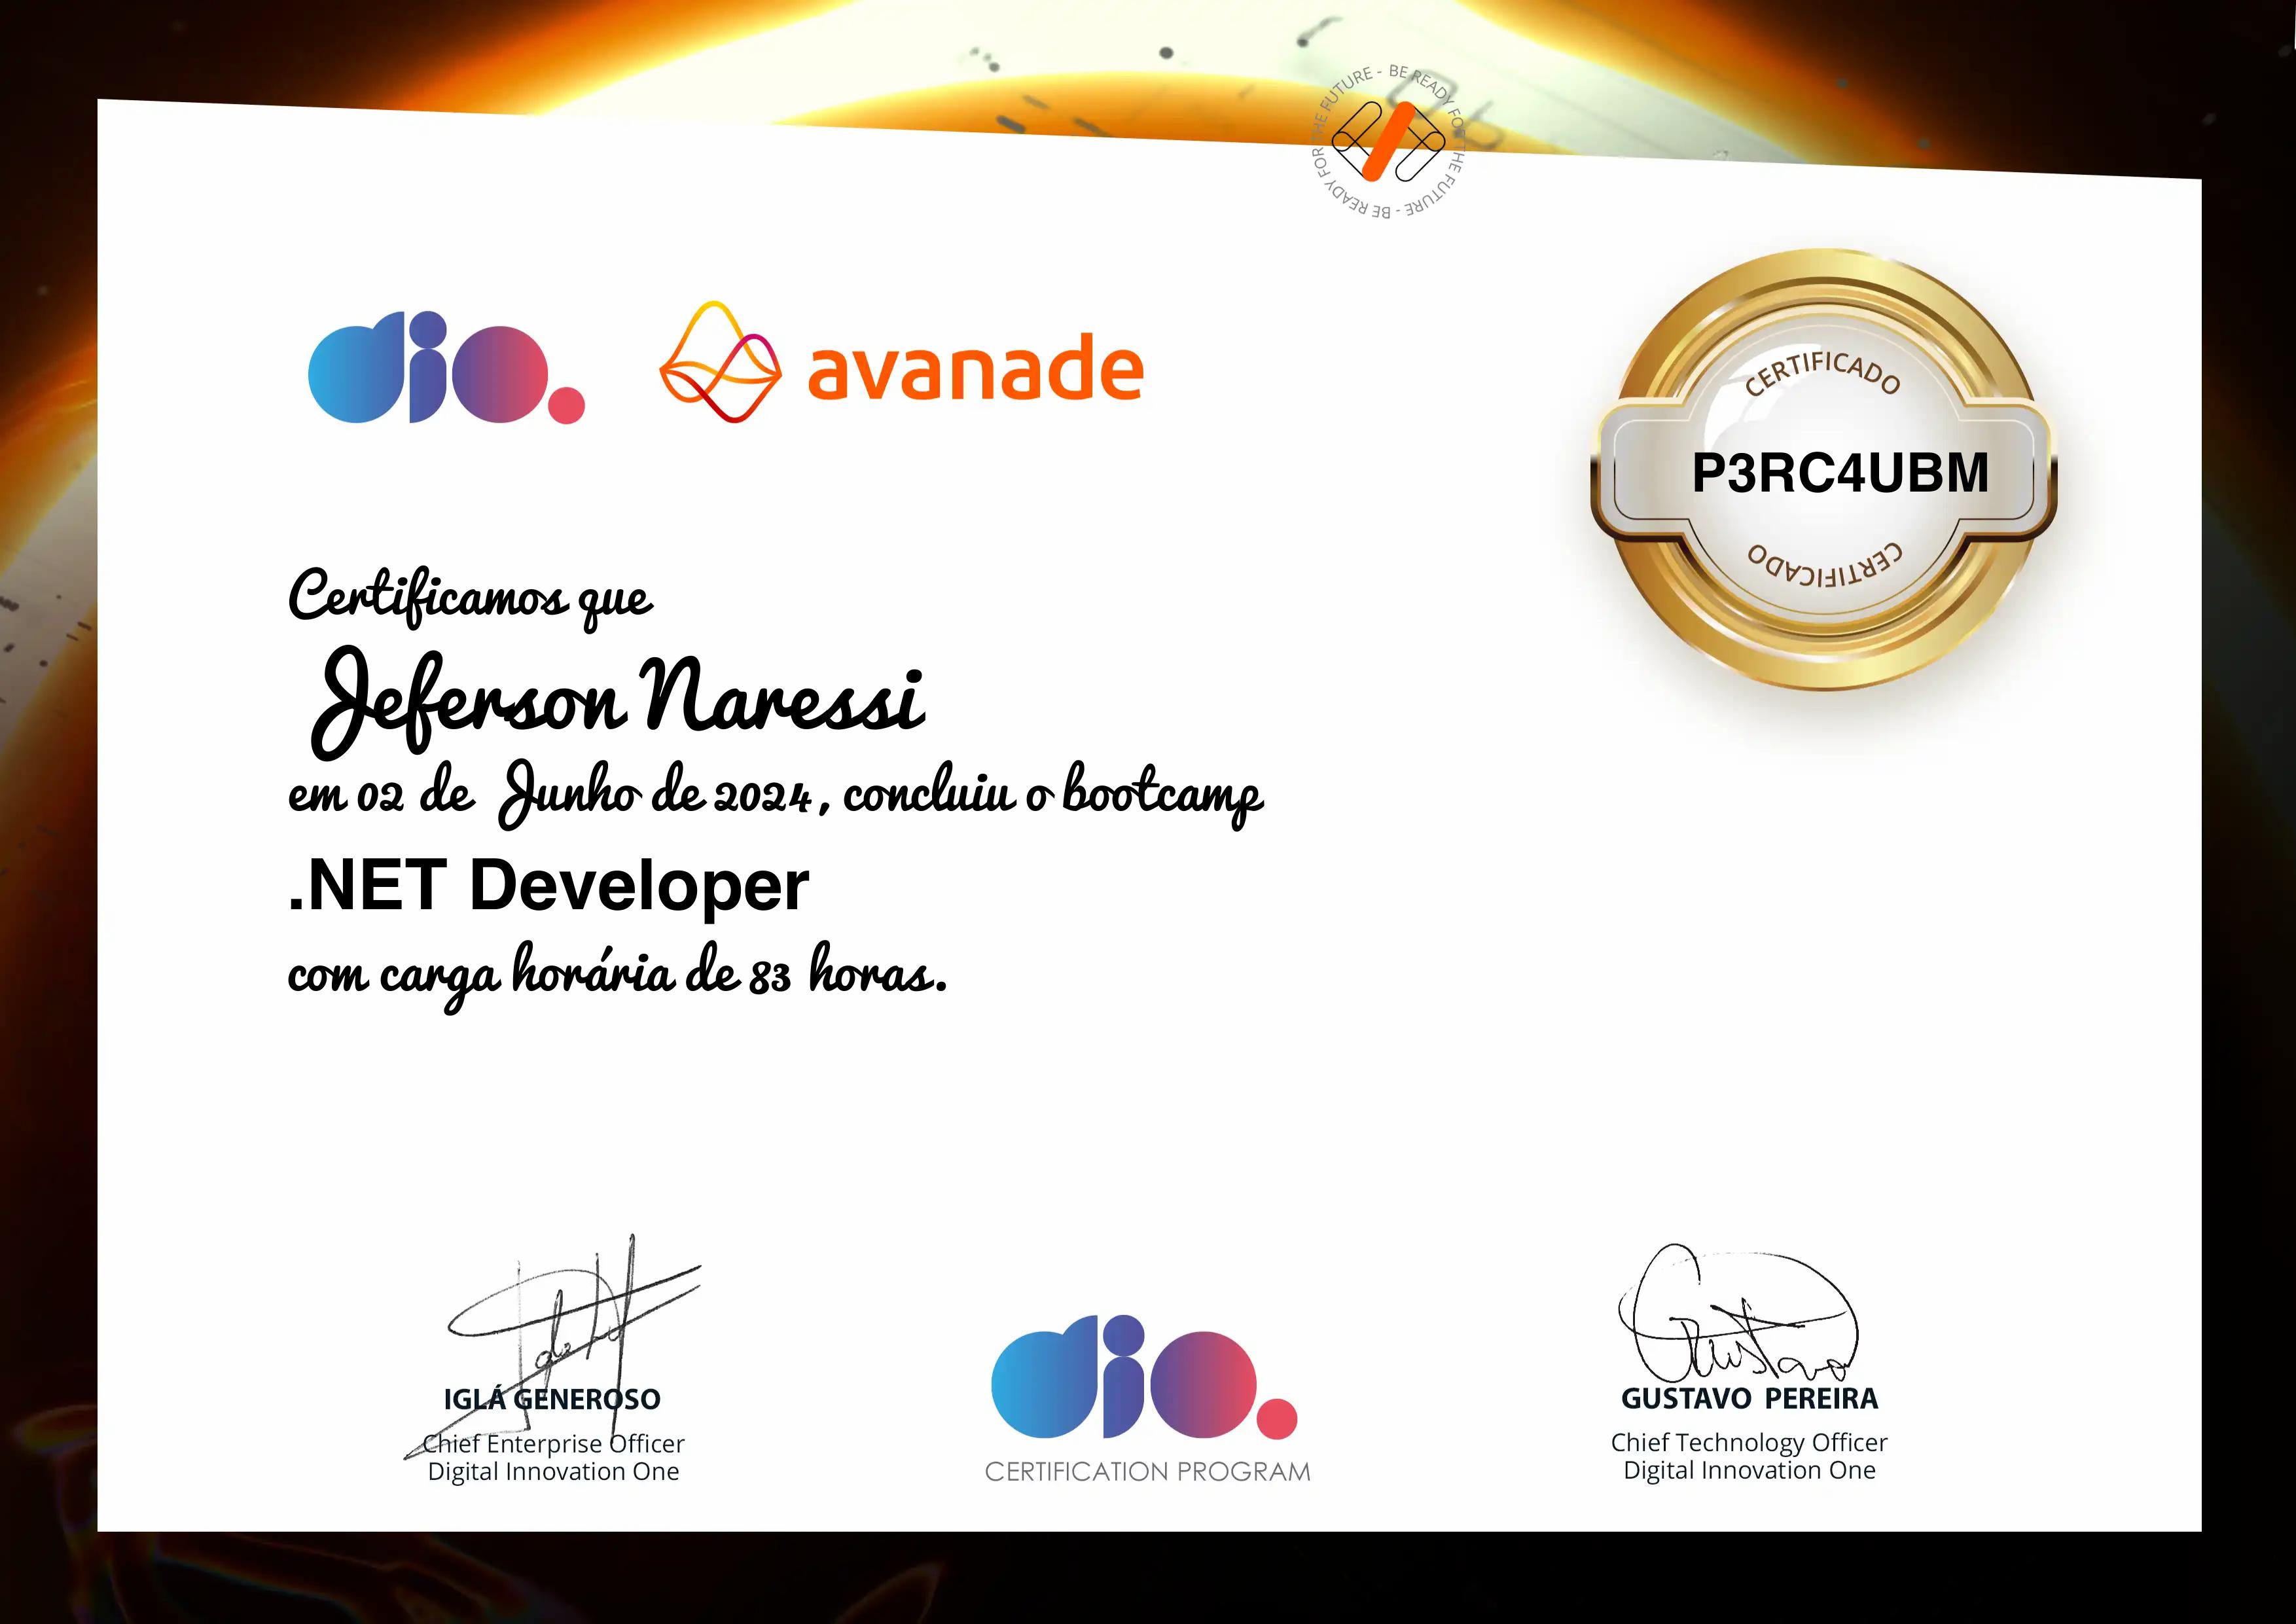 BE READY FOR THE FUTURE - BE READY FOR THE FUTURE -
dio.
avanade
CERTIFICADO
P3RC4UBM
CERTIFICADO
Certificamos que
Jeferson Naressi
em 02 de Junho de 2024, concluiu o bootcamp
.NET Developer
com carga horária de 83 horas.
IGLÁ GENEROSO
Chief Enterprise Officer
Digital Innovation One
dio.
CERTIFICATION PROGRAM
Gustavo
GUSTAVO PEREIRA
Chief Technology Officer
Digital Innovation One